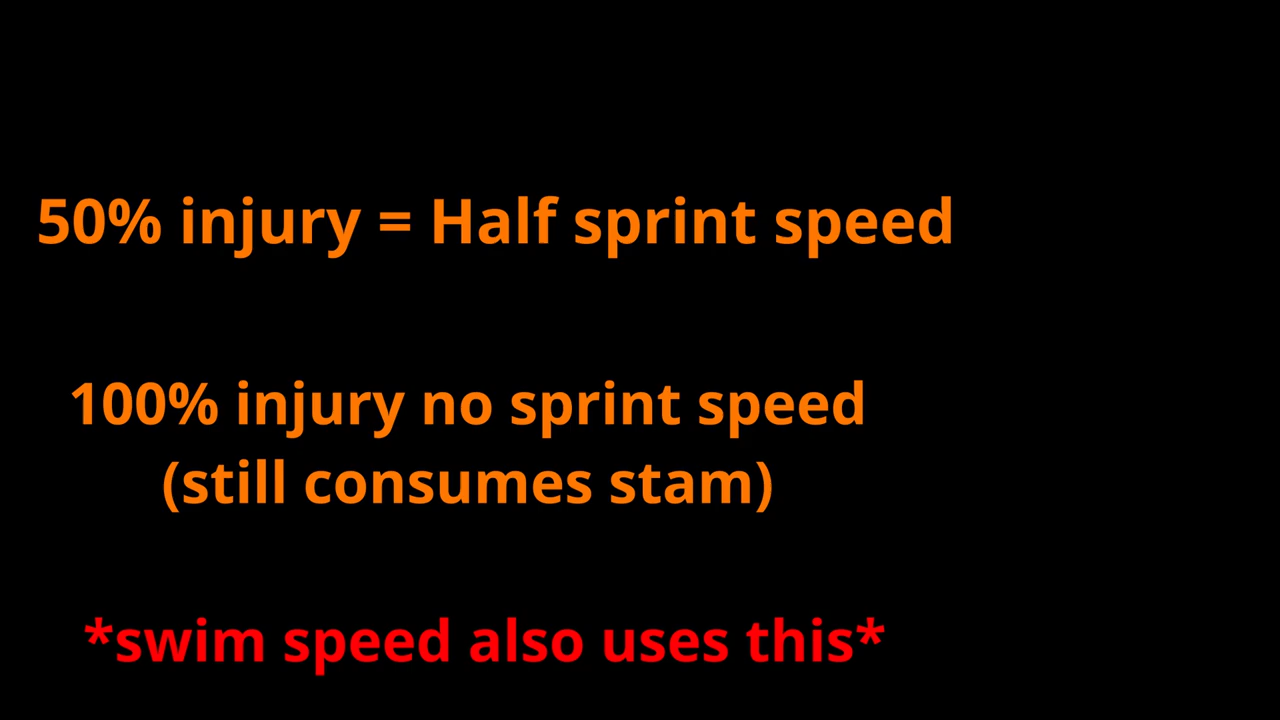 50% injury = Half sprint speed
100% injury no sprint speed
(still consumes stam)
*swim speed also uses this*